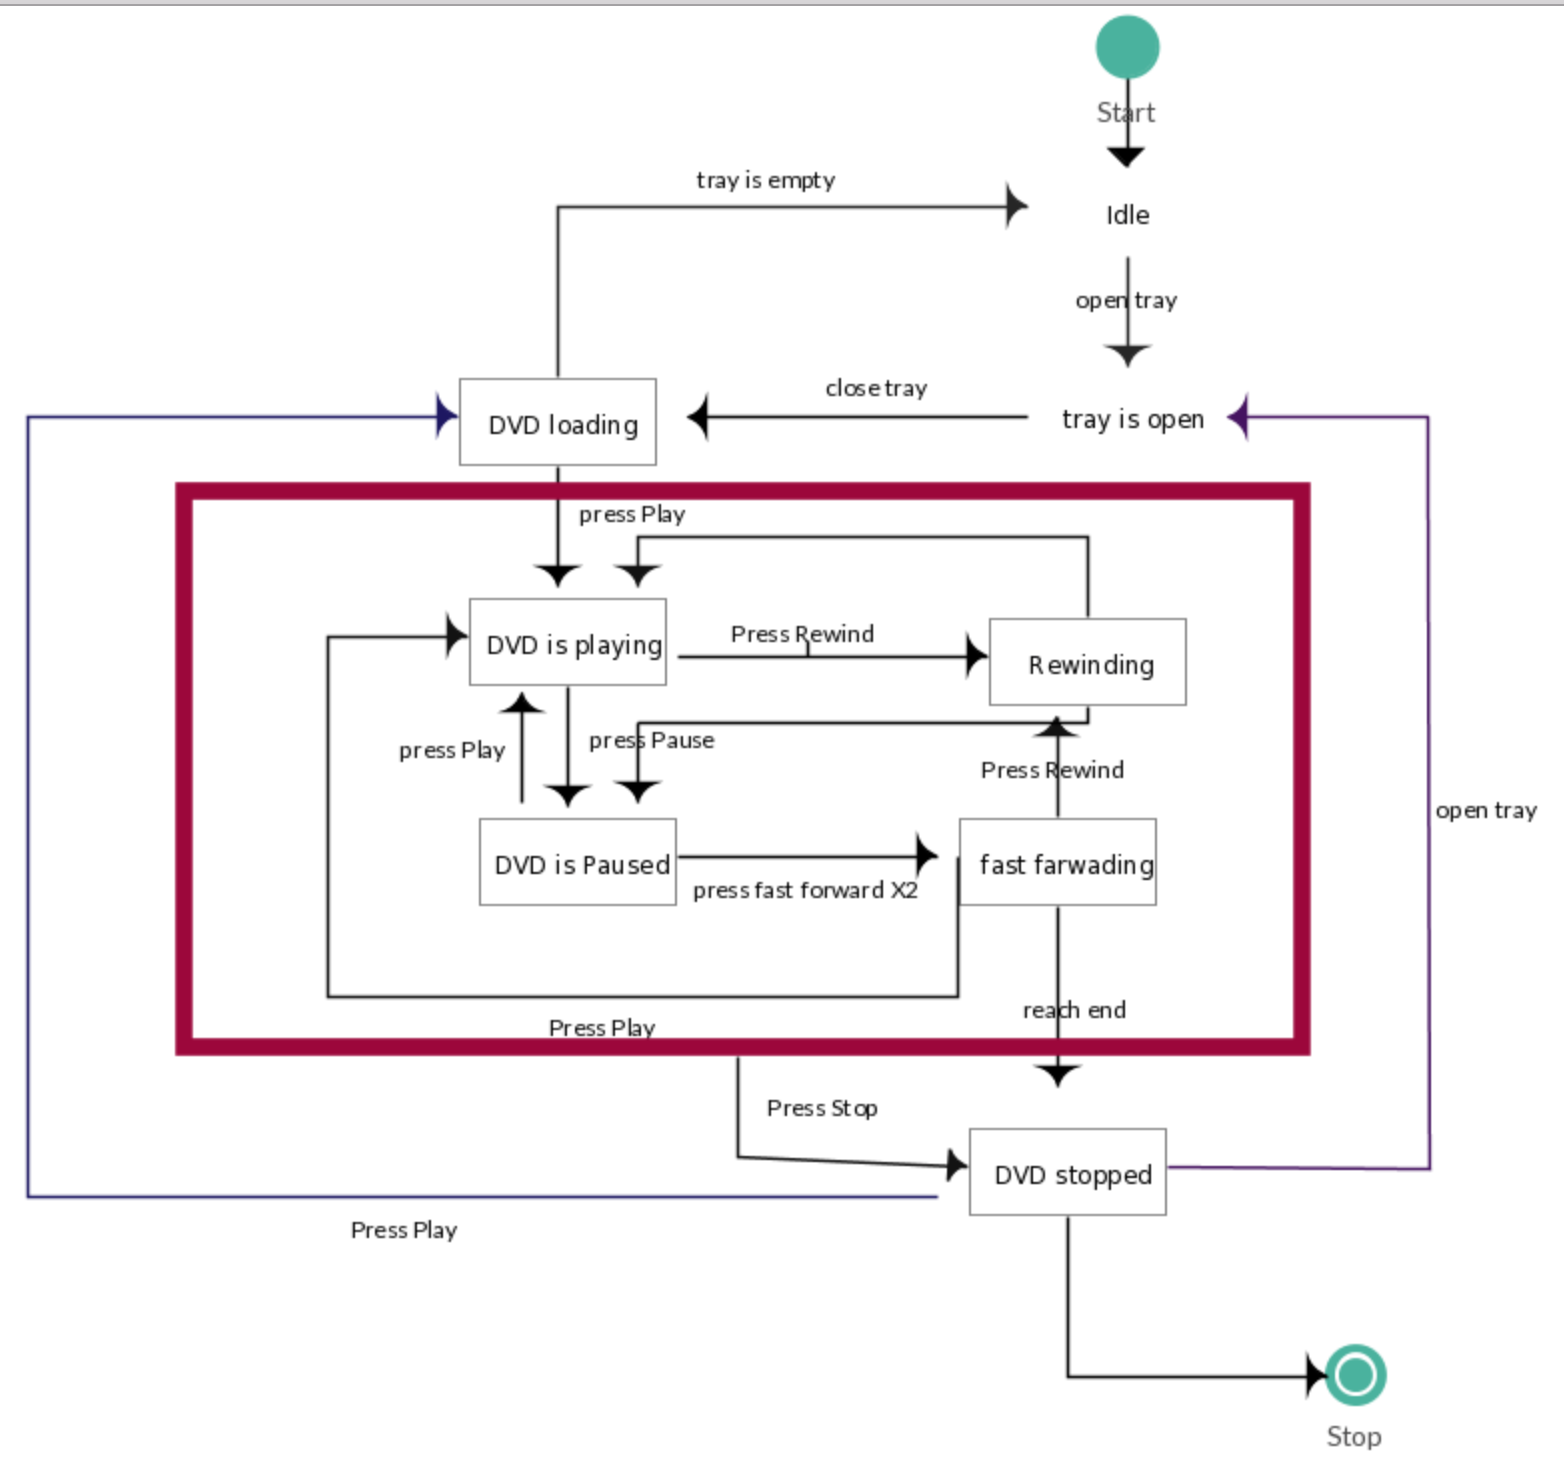 Start
tray is empty
Idle
open tray
close tray
DVD loading
tray is open
press Play
Press Rewind
DVD is playing
Rewinding
press Play
press Pause
Press Rewind
open tray
DVD is Paused
fast farwading
press fast forward X2
reach end
Press Play
Press Stop
DVD stopped
Press Play
Stop